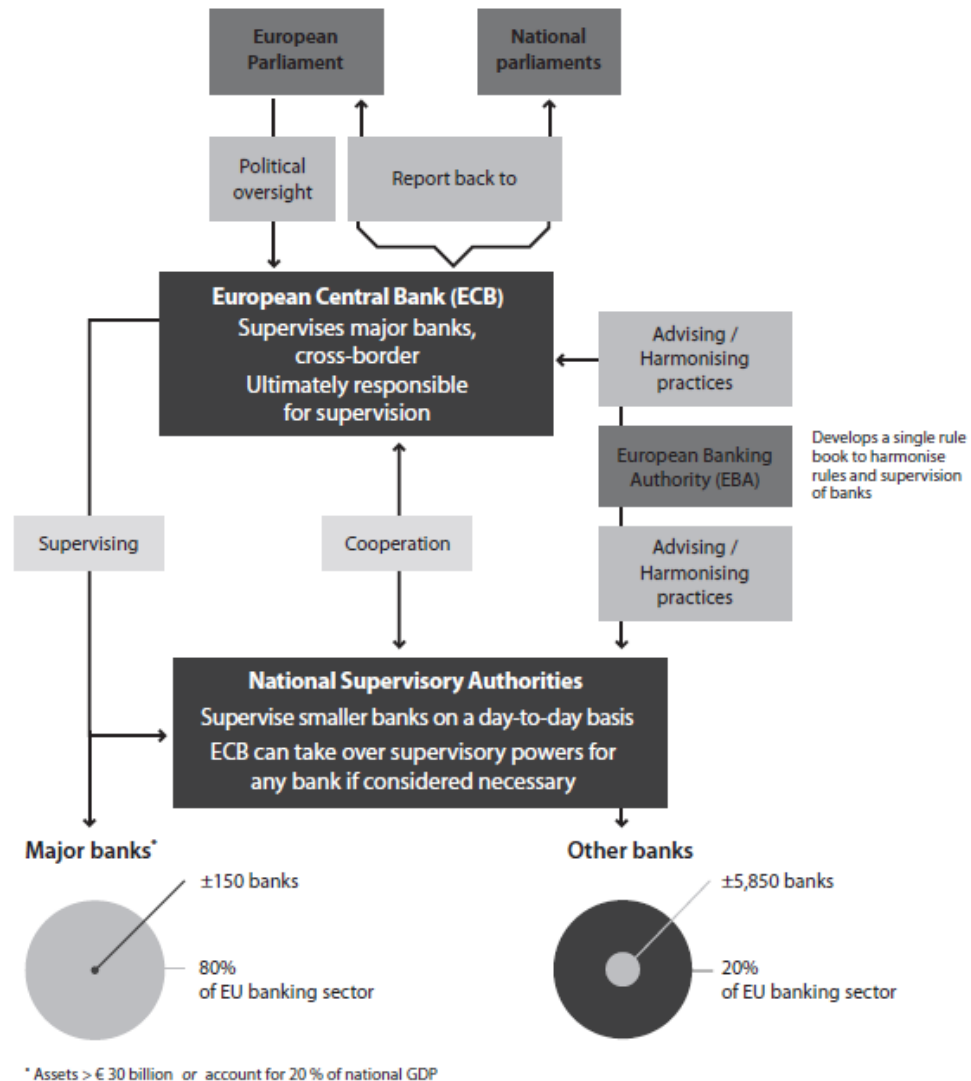 European
Parliament
National
parliaments
Political
oversight
Report back to
European Central Bank (ECB)
Supervises major banks,
cross-border
Ultimately responsible
for supervision
Advising /
Harmonising
practices
European Banking
Authority (EBA)
Develops a single rule
book to harmonise
rules and supervision
of banks
Supervising
Cooperation
Advising /
Harmonising
practices
National Supervisory Authorities
Supervise smaller banks on a day-to-day basis
ECB can take over supervisory powers for
any bank if considered necessary
Major banks*
±150 banks
80%
of EU banking sector
Other banks
±5,850 banks
20%
of EU banking sector
* Assets > € 30 billion or account for 20 % of national GDP